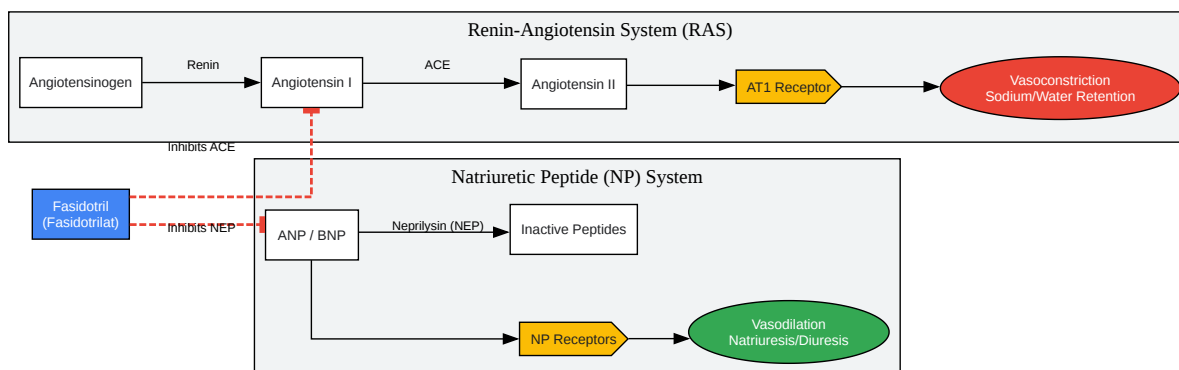 Renin-Angiotensin System (RAS)
Angiotensinogen
Renin
Angiotensin I
ACE
Angiotensin II
AT1 Receptor
Vasoconstriction
Sodium/Water Retention
Inhibits ACE
Natriuretic Peptide (NP) System
Fasidotril
(Fasidotrilat)
Inhibits NEP
ANP / BNP
Neprilysin (NEP)
Inactive Peptides
NP Receptors
Vasodilation
Natriuresis/Diuresis